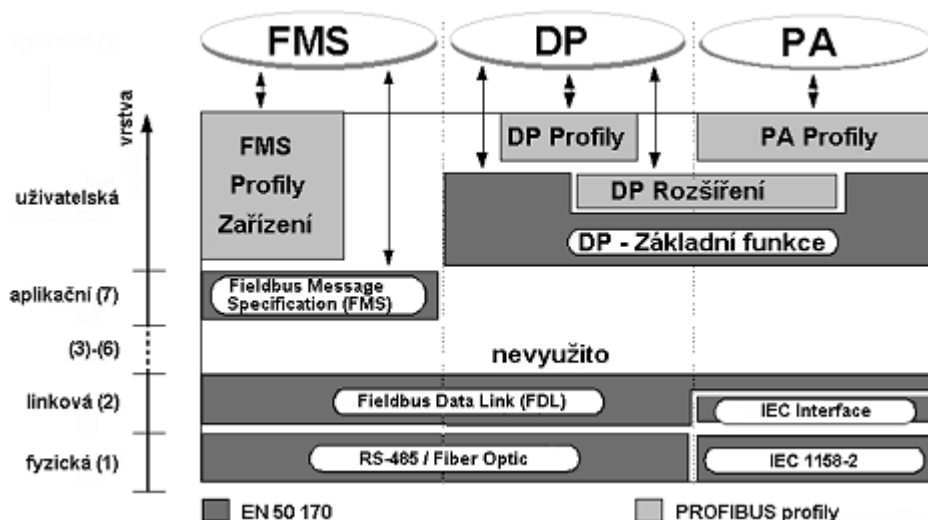 FMS
DP
PA
vrstva
FMS
Profily
Zařízení
DP Profily
PA Profily
uživatelská
DP Rozšíření
DP - Základní funkce
aplikační (7)
Fieldbus Message
Specification (FMS)
(3)-(6)
nevyužito
linková (2)
Fieldbus Data Link (FDL)
IEC Interface
fyzická (1)
RS-485 / Fiber Optic
IEC 1158-2
EN 50 170
PROFIBUS profily